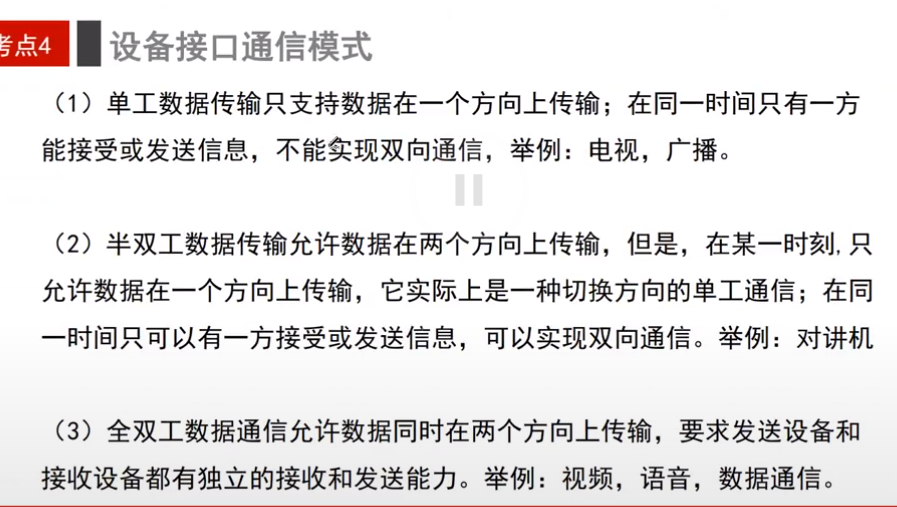 考点4 设备接口通信模式
（1）单工数据传输只支持数据在一个方向上传输；在同一时间只有一方
能接受或发送信息，不能实现双向通信，举例：电视，广播。
（2）半双工数据传输允许数据在两个方向上传输，但是，在某一时刻,只
允许数据在一个方向上传输，它实际上是一种切换方向的单工通信；在同
一时间只可以有一方接受或发送信息，可以实现双向通信。举例：对讲机
（3）全双工数据通信允许数据同时在两个方向上传输，要求发送设备和
接收设备都有独立的接收和发送能力。举例：视频，语音，数据通信。